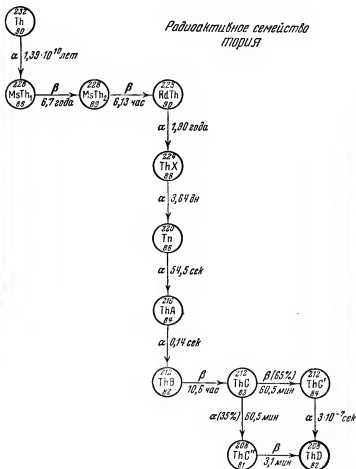 Радиоактивное семейство
тория
232
Th
90
α 1,39·10¹⁰ лет
228
MsTh₁
88
β
6,7 года
228
MsTh₂
89
β
6,13 час
228
RdTh
90
α 1,90 года
224
ThX
88
α 3,64 дн
220
Tn
86
α 54,5 сек
216
ThA
84
α 0,14 сек
212
ThB
82
β
10,6 час
212
ThC
83
β (65%)
60,5 мин
212
ThC′
84
α (35%) 60,5 мин
α 3·10⁻⁷ сек
208
ThC″
81
β
3,1 мин
208
ThD
82